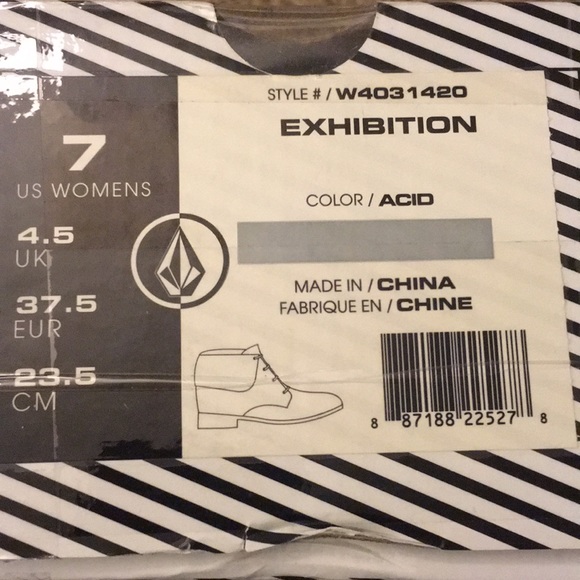 7
US WOMENS
4.5
UK
37.5
EUR
23.5
CM
STYLE # / W4031420
EXHIBITION
COLOR / ACID
MADE IN / CHINA
FABRIQUE EN / CHINE
8 87188 22527 8